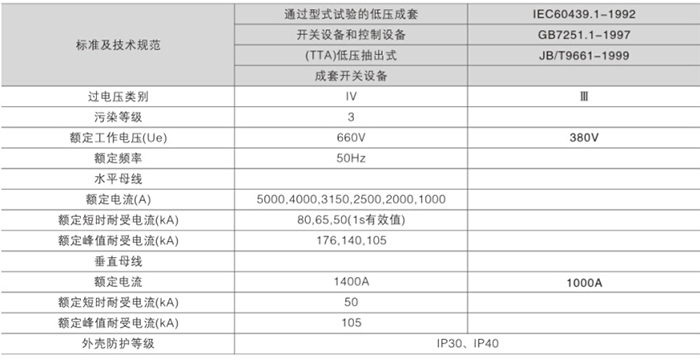 标准及技术规范
通过型式试验的低压成套 IEC60439.1-1992
开关设备和控制设备 GB7251.1-1997
(TTA)低压抽出式 JB/T9661-1999
成套开关设备
过电压类别 IV Ⅲ
污染等级 3
额定工作电压(Ue) 660V 380V
额定频率 50Hz
水平母线
额定电流(A) 5000,4000,3150,2500,2000,1000
额定短时耐受电流(kA) 80,65,50(1s有效值)
额定峰值耐受电流(kA) 176,140,105
垂直母线
额定电流 1400A 1000A
额定短时耐受电流(kA) 50
额定峰值耐受电流(kA) 105
外壳防护等级 IP30、IP40